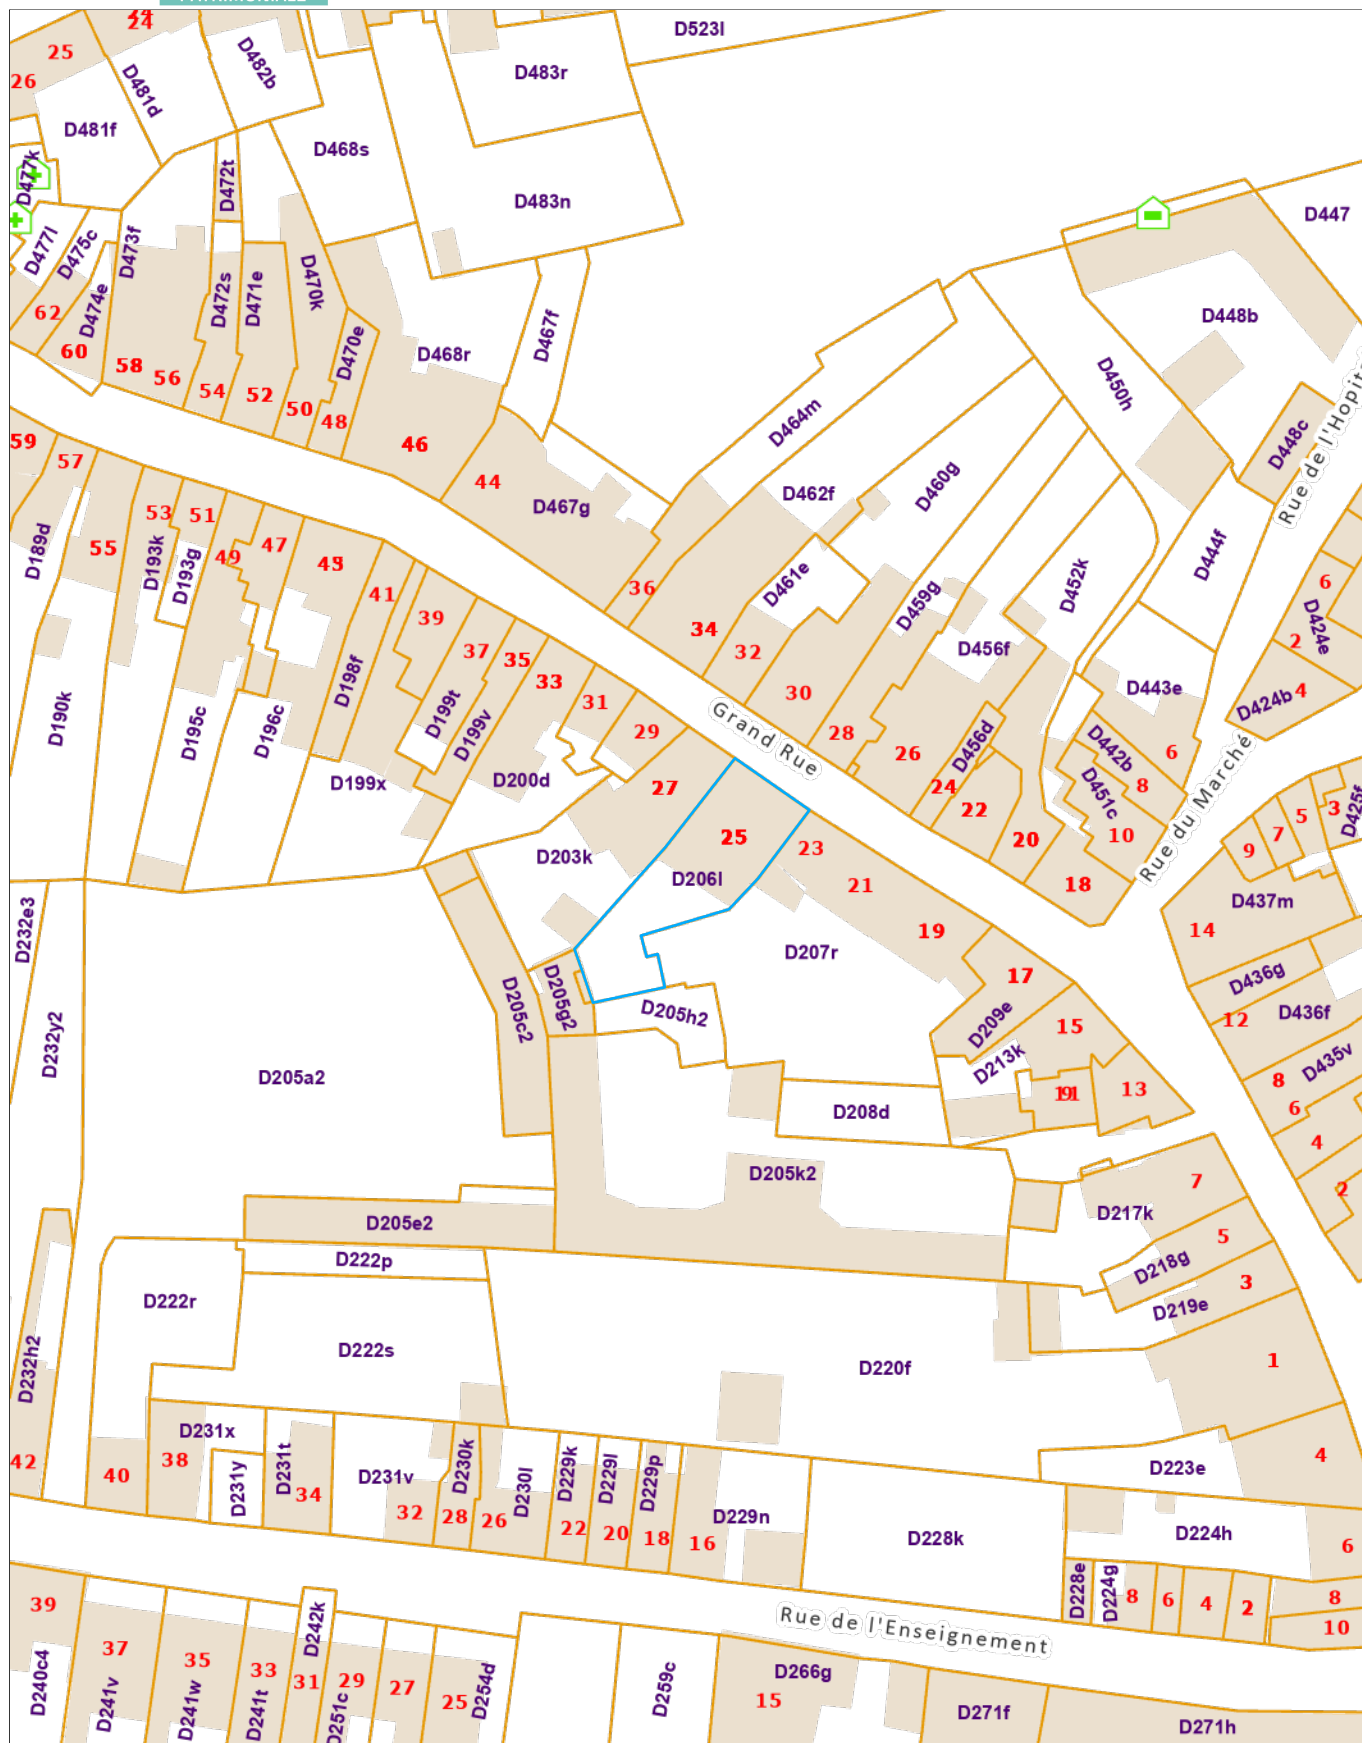 24
25
D523l
D482b
D483r
26
D481d
D481f
D468s
D477k
D472t
D483n
D447
D477l
D475c
D473f
D474e
D472s
D471e
D470k
62
D448b
D467f
D470e
D468r
60
58
56
54
52
50
48
46
D464m
D450h
D448c
Rue de l'Hopit
59
57
44
D467g
D462f
D460g
53
51
49
47
45
55
D189d
D193k
D193g
41
39
37
35
33
31
29
27
36
34
32
30
28
26
24
22
20
18
D461e
D459g
D452k
D444f
6
D424e
2
4
D456f
D443e
D424b
D190k
D195c
D196c
D198f
D199t
D199v
D199x
D200d
Grand Rue
D456d
D442b
6
8
D451c
10
Rue du Marché
5
3
7
9
D425f
25
23
D203k
D206l
21
19
D437m
14
D232e3
D207r
D436g
17
D205c2
D205g2
D205h2
D209e
15
12
D436f
D232y2
D213k
D435v
D205a2
11
13
8
6
D208d
4
D205k2
7
2
D217k
D205e2
5
D222p
D218g
3
D222r
D219e
D222s
D232h2
D220f
1
D231x
38
42
40
D231y
D231t
34
D231v
32
D230k
28
26
D230l
D229k
22
D229l
20
D229p
18
16
D229n
D228k
D223e
4
D224h
6
D228e
D224g
8
6
4
2
8
10
Rue de l'Enseignement
39
37
35
33
31
29
27
25
D240c4
D241v
D241w
D241t
D242k
D251c
D254d
D259c
D266g
15
D271f
D271h